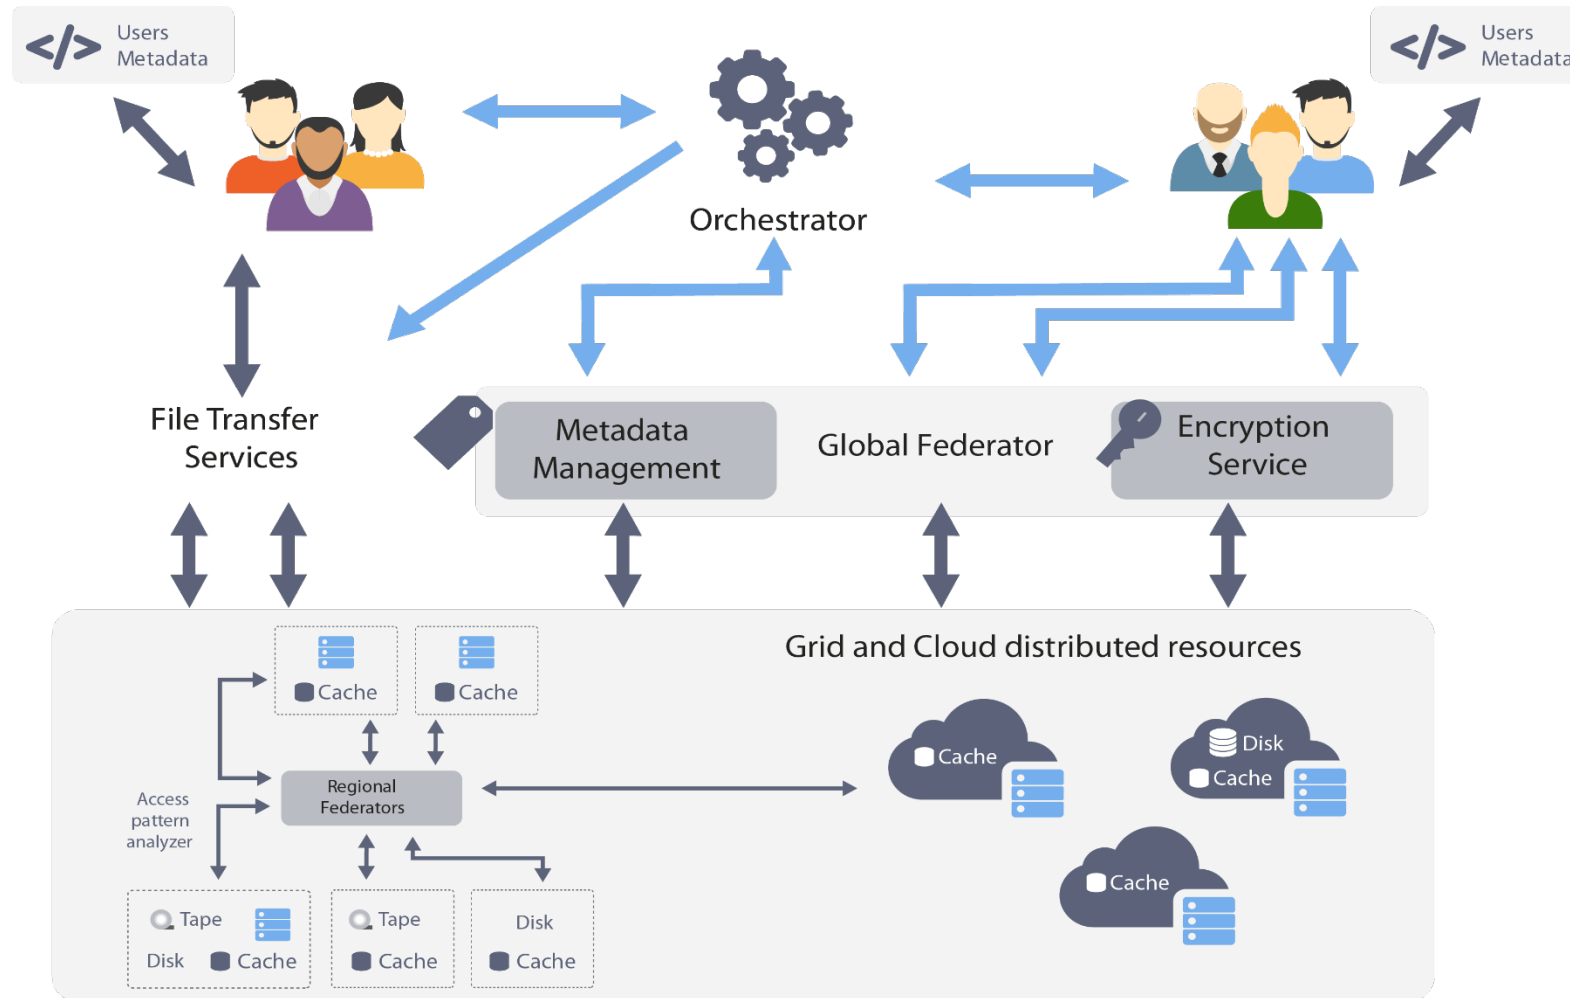 Users
Metadata
Users
Metadata
Orchestrator
File Transfer
Services
Metadata
Management
Global Federator
Encryption
Service
Grid and Cloud distributed resources
Cache
Cache
Regional
Federators
Access
pattern
analyzer
Cache
Disk
Cache
Cache
Tape
Disk
Cache
Tape
Cache
Disk
Cache